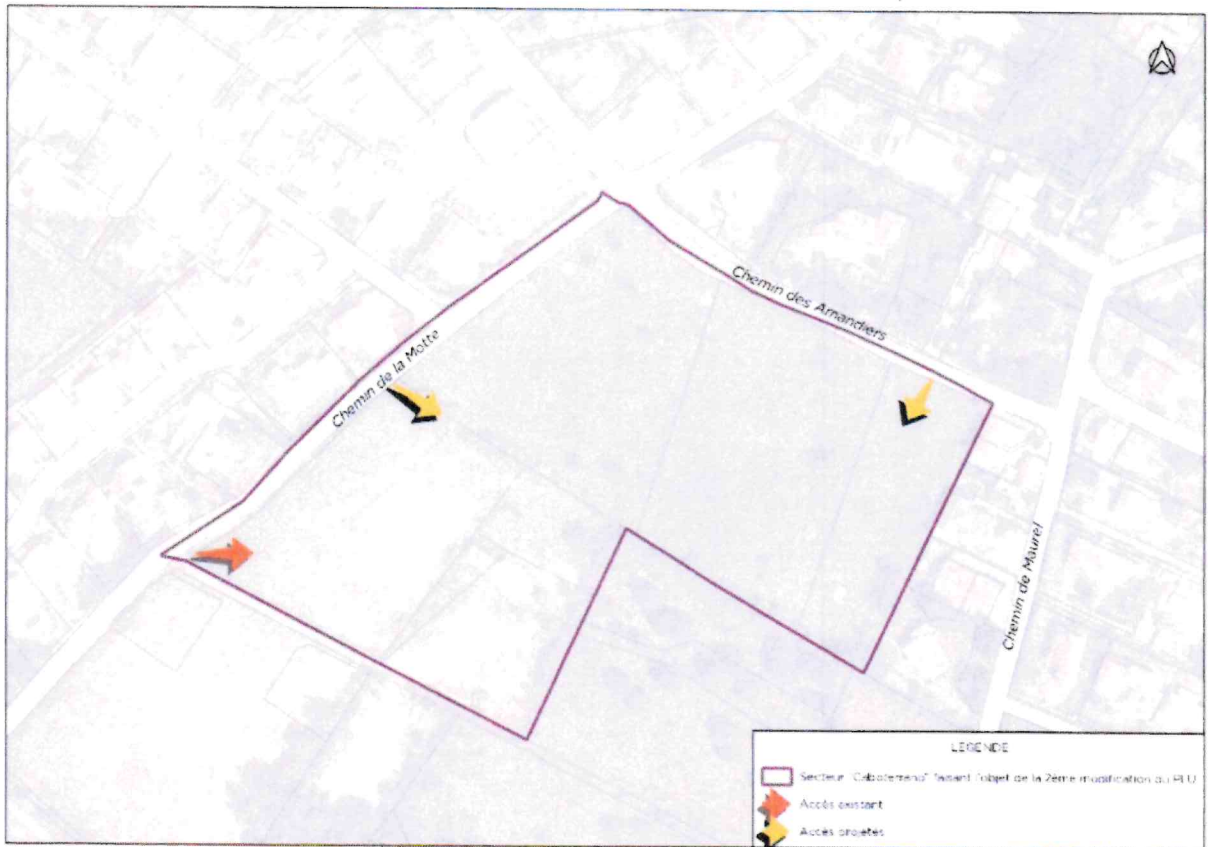 Chemin des Amandiers
Chemin de la Motte
Chemin de Maurel
LEGENDE
Secteur "Caboterrano" faisant l'objet de la 2ème modification du PLU
Accès existant
Accès projetés